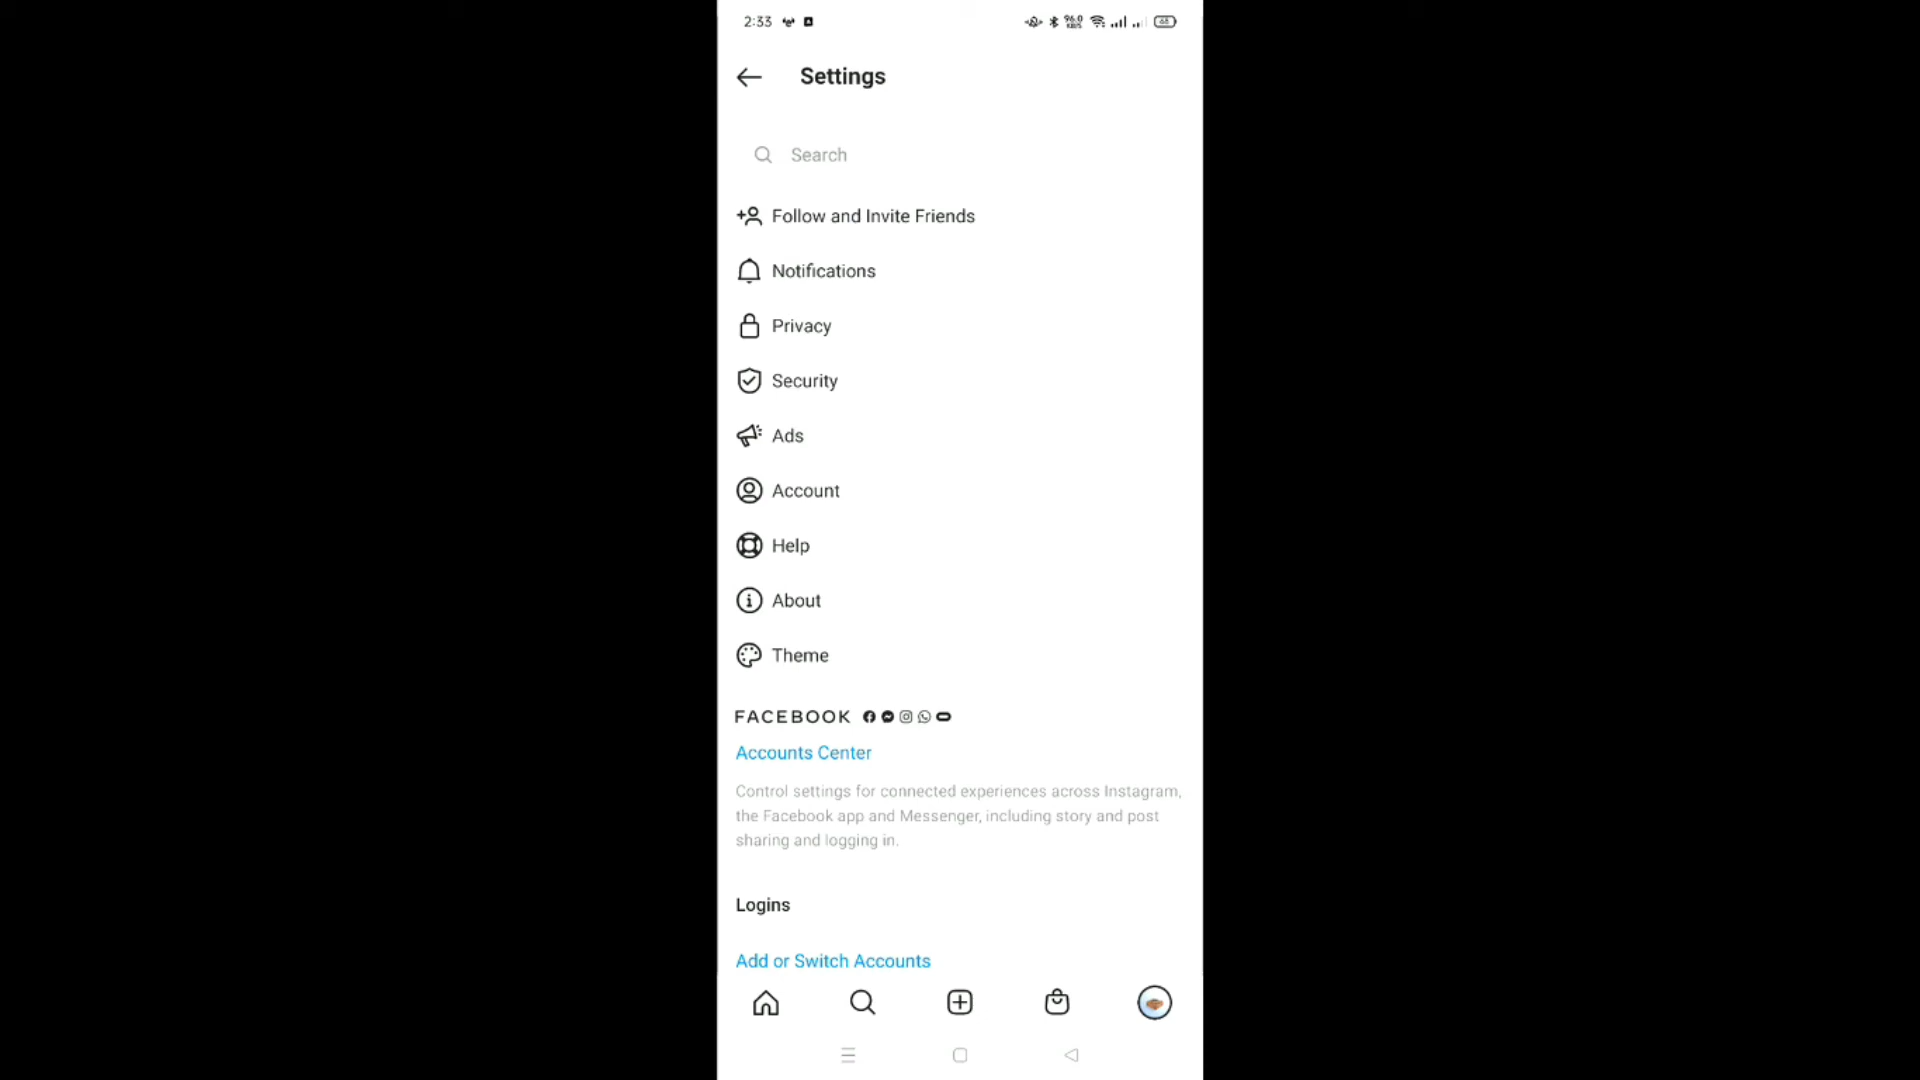 2:33
Settings
Search
Follow and Invite Friends
Notifications
Privacy
Security
Ads
Account
Help
About
Theme
FACEBOOK
Accounts Center
Control settings for connected experiences across Instagram,
the Facebook app and Messenger, including story and post
sharing and logging in.
Logins
Add or Switch Accounts